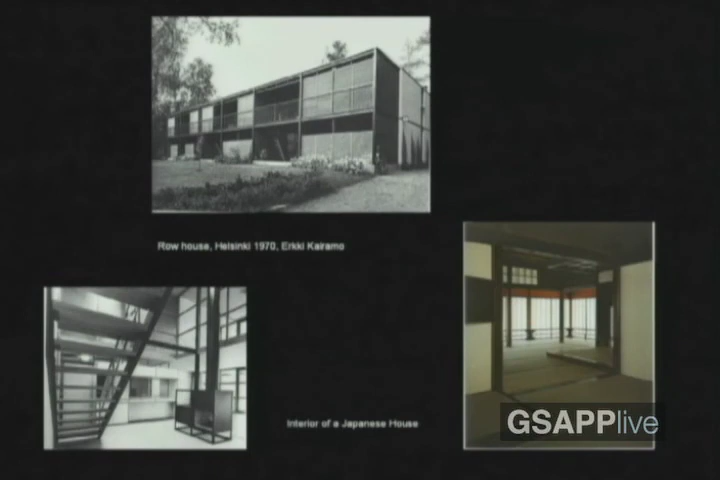 Row house, Helsinki 1970, Erkki Kairamo
Interior of a Japanese House
GSAPPlive